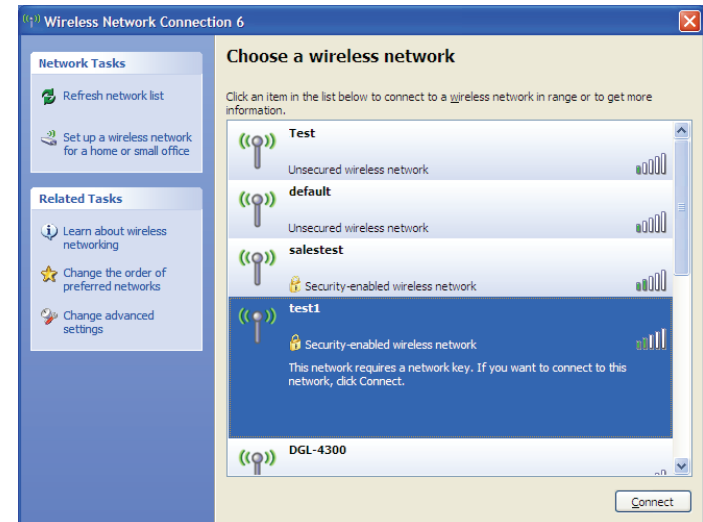 Wireless Network Connection 6
Network Tasks
Refresh network list
Set up a wireless network
for a home or small office
Related Tasks
Learn about wireless
networking
Change the order of
preferred networks
Change advanced
settings
Choose a wireless network
Click an item in the list below to connect to a wireless network in range or to get more
information.
Test
Unsecured wireless network
default
Unsecured wireless network
salestest
Security-enabled wireless network
test1
Security-enabled wireless network
This network requires a network key. If you want to connect to this
network, click Connect.
DGL-4300
Connect